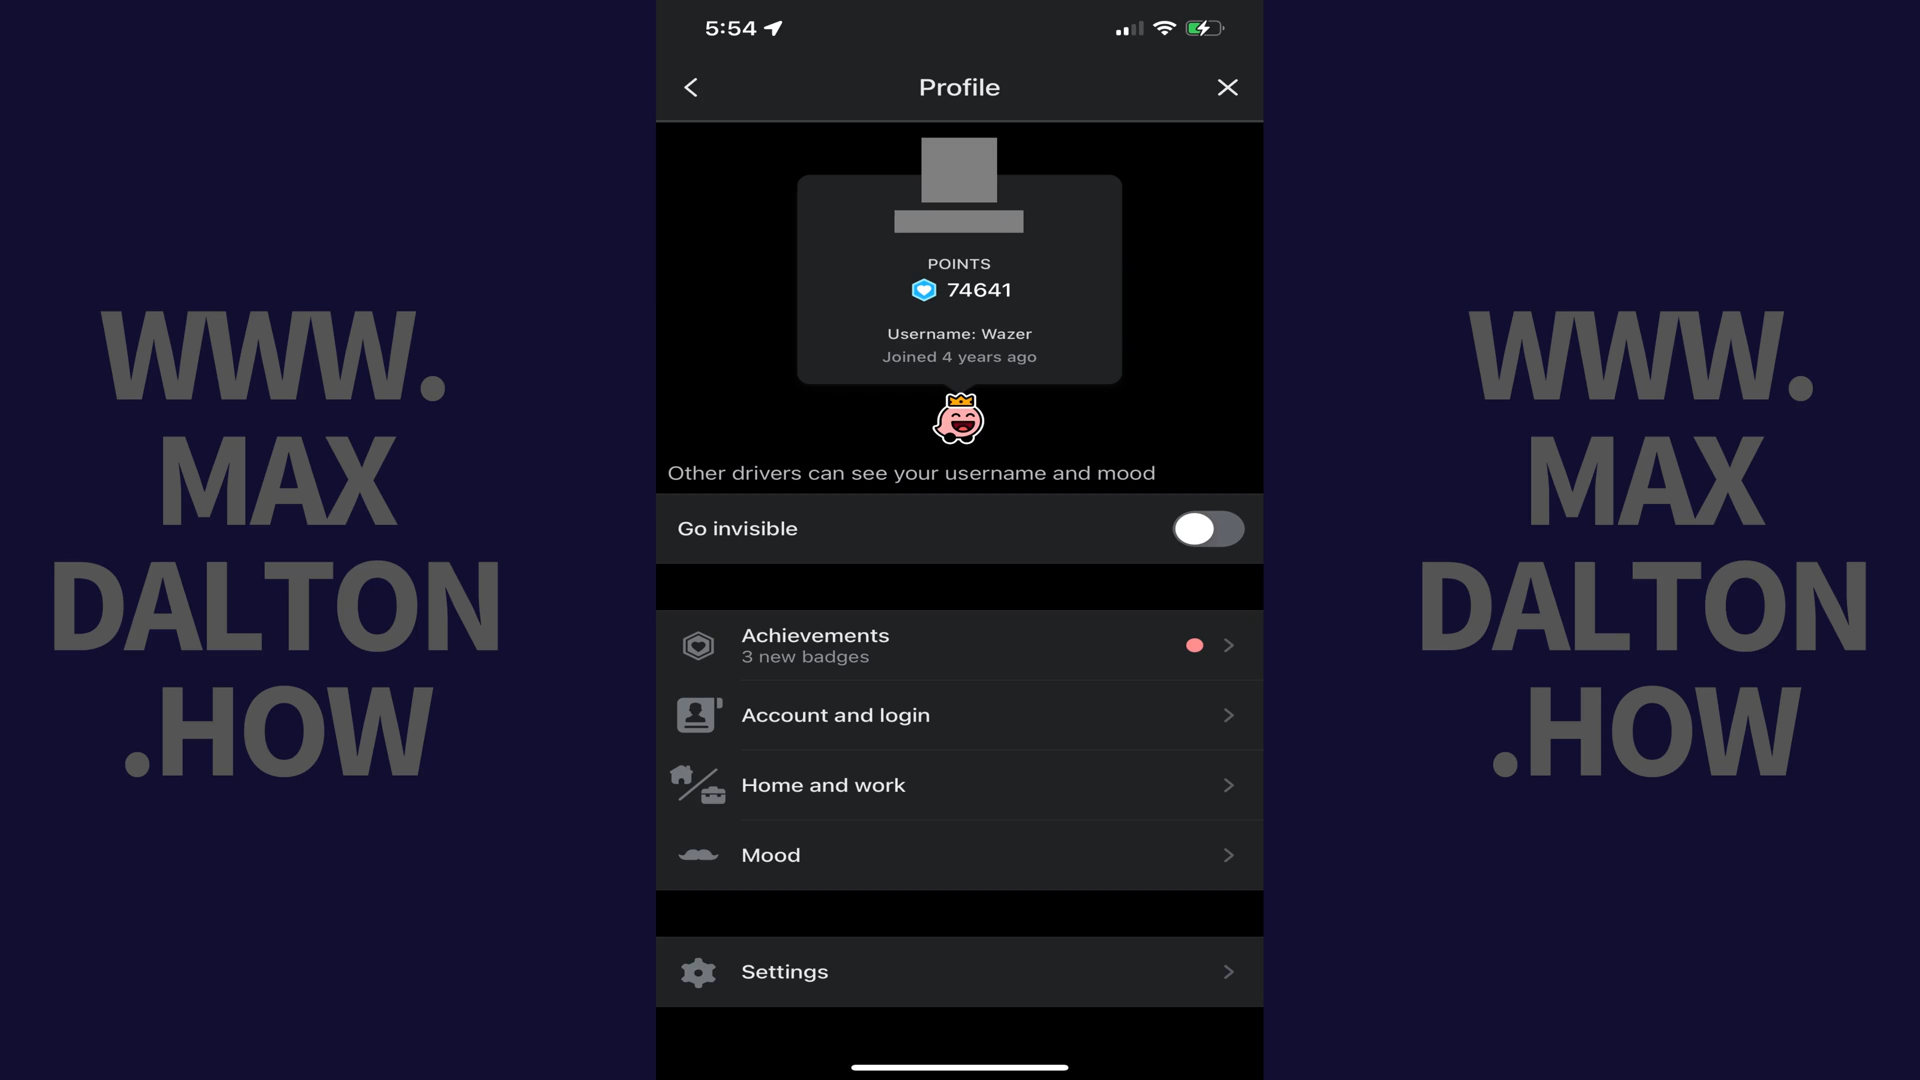 WWW.
MAX
DALTON
.HOW
5:54
Profile
POINTS
74641
Username: Wazer
Joined 4 years ago
Other drivers can see your username and mood
Go invisible
Achievements
3 new badges
Account and login
Home and work
Mood
Settings
WWW.
MAX
DALTON
.HOW